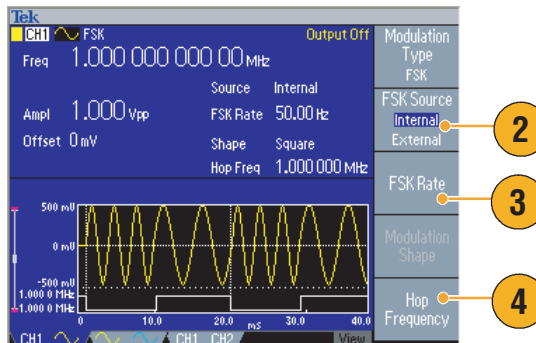 Tek
CH1 FSK Output Off
Freq 1.000 000 000 00 MHz
Source Internal
Ampl 1.000 Vpp FSK Rate 50.00 Hz
Offset 0 mV Shape Square
Hop Freq 1.000 000 MHz
Modulation
Type
FSK
FSK Source
Internal
External
2
FSK Rate
3
Modulation
Shape
Hop
Frequency
4
500 mV
0 mV
-500 mV
1.000 0 MHz
1.000 0 MHz
0 10.0 20.0 ms 30.0 40.0
CH1 CH1 CH2 View